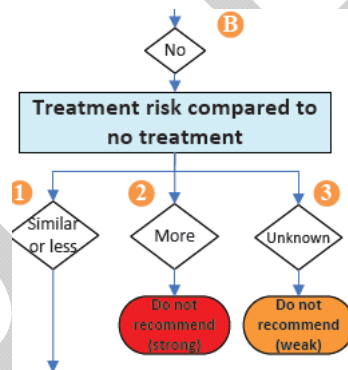 B
No
Treatment risk compared to
no treatment
1
2
3
Similar
or less
More
Unknown
Do not
recommend
(strong)
Do not
recommend
(weak)